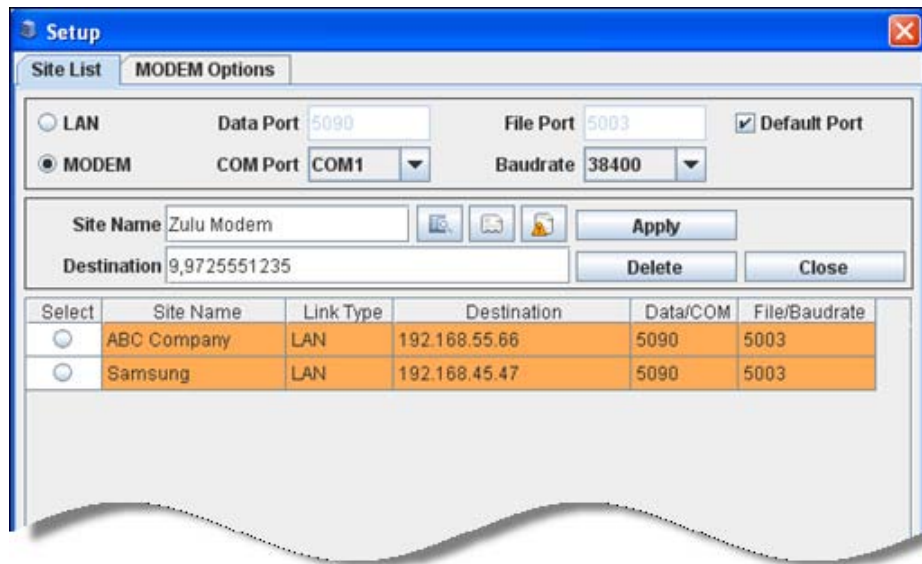 Setup
Site List MODEM Options
LAN Data Port 5090 File Port 5003 Default Port
MODEM COM Port COM1 Baudrate 38400
Site Name Zulu Modem Apply
Destination 9,9725551235 Delete Close
Select Site Name Link Type Destination Data/COM File/Baudrate
ABC Company LAN 192.168.55.66 5090 5003
Samsung LAN 192.168.45.47 5090 5003